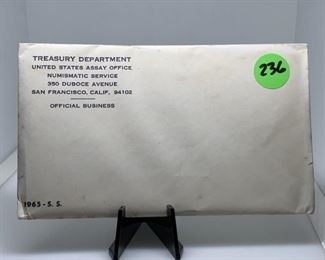 TREASURY DEPARTMENT
UNITED STATES ASSAY OFFICE
NUMISMATIC SERVICE
350 DUBOCE AVENUE
SAN FRANCISCO, CALIF. 94102
OFFICIAL BUSINESS
236
1965 - S. S.